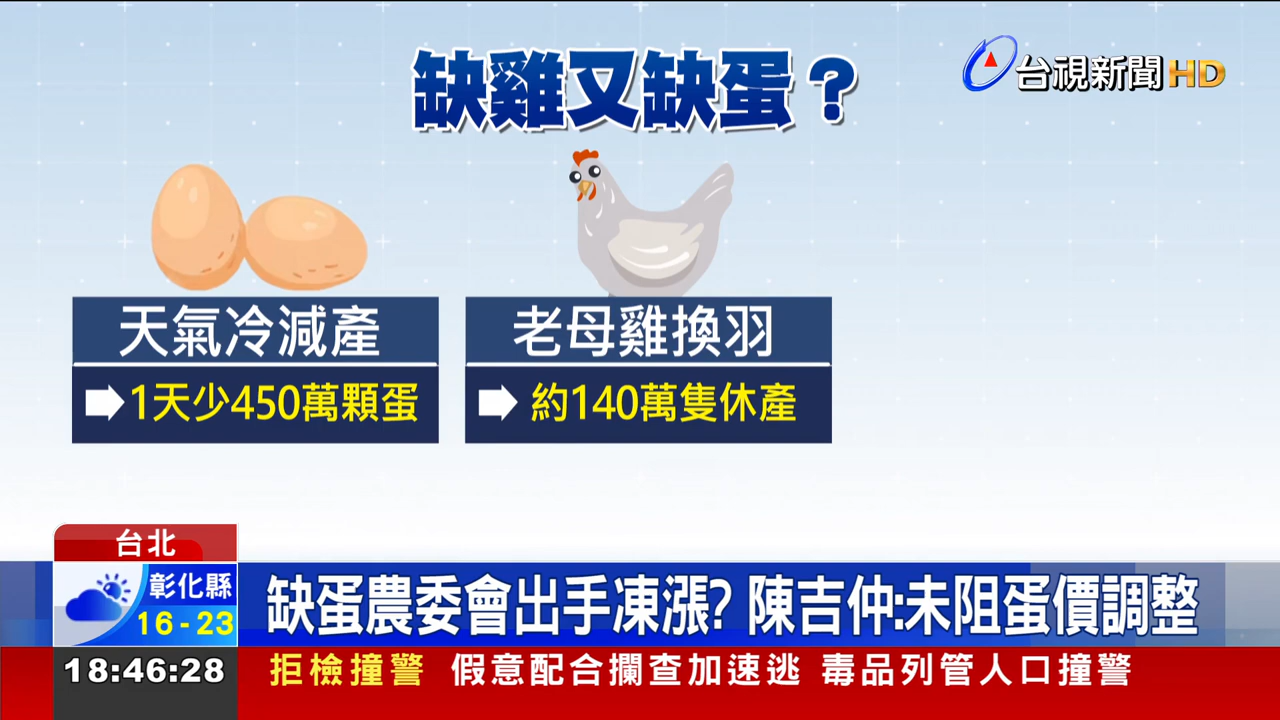 缺雞又缺蛋？
台視新聞HD
天氣冷減產
1天少450萬顆蛋
老母雞換羽
約140萬隻休產
台北
彰化縣
16-23
缺蛋農委會出手凍漲? 陳吉仲:未阻蛋價調整
18:46:28
拒檢撞警 假意配合攔查加速逃 毒品列管人口撞警